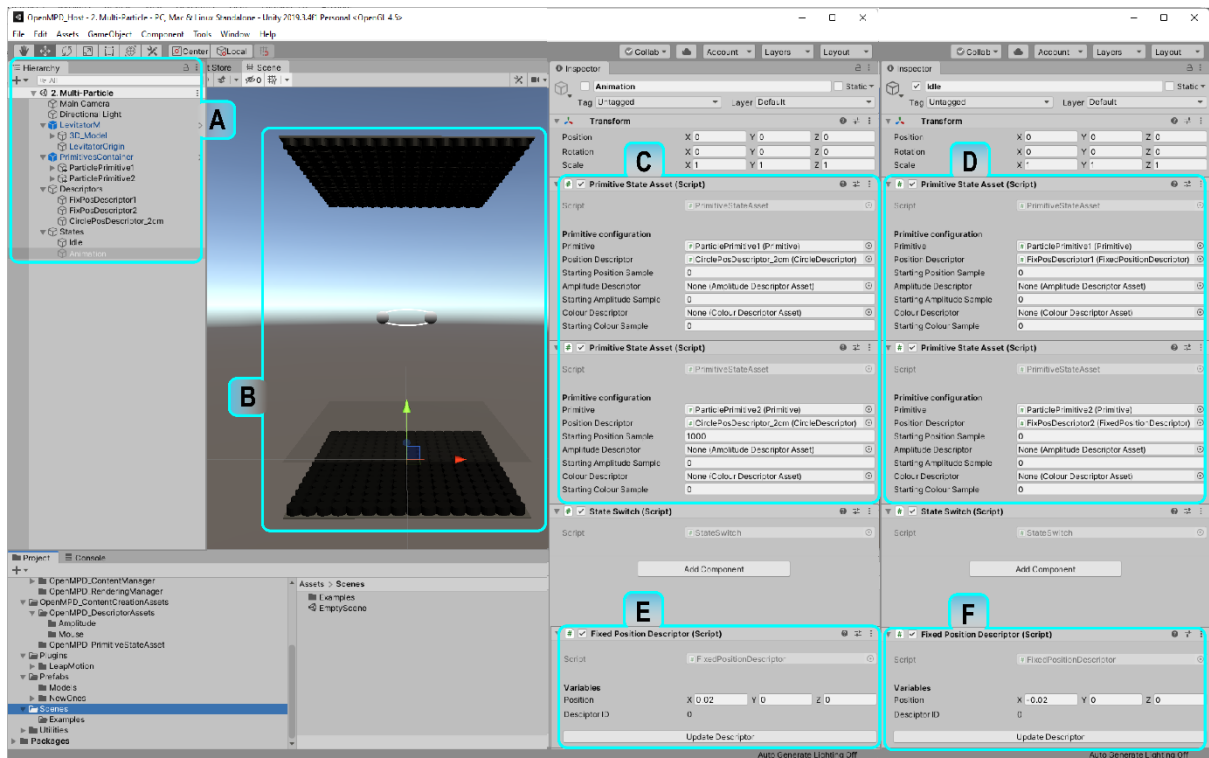 OpenMPD_Host - 2. Multi-Particle - PC, Mac & Linux Standalone - Unity 2019.3.4f1 Personal <OpenGL 4.5>
File Edit Assets GameObject Component Tools Window Help
Center Local
Collab Account Layers Layout
Collab Account Layers Layout
Hierarchy
All
2. Multi-Particle
Main Camera
Directional Light
LevitatorM
3D_Model
LevitatorOrigin
PrimitivesContainer
ParticlePrimitive1
ParticlePrimitive2
Descriptors
FixPosDescriptor1
FixPosDescriptor2
CirclePosDescriptor_2cm
States
Idle
Animation
A
t Store Scene
B
Project Console
OpenMPD_ContentManager
OpenMPD_RenderingManager
OpenMPD_ContentCreationAssets
OpenMPD_DescriptorAssets
Amplitude
Mouse
OpenMPD_PrimitiveStateAsset
Plugins
LeapMotion
Prefabs
Models
NewOnes
Scenes
Examples
Utilities
Packages
Assets > Scenes
Examples
EmptyScene
Inspector
Animation Static
Tag Untagged Layer Default
Transform
Position X 0 Y 0 Z 0
Rotation X 0 Y 0 Z 0
Scale X 1 Y 1 Z 1
C
Primitive State Asset (Script)
Script PrimitiveStateAsset
Primitive configuration
Primitive ParticlePrimitive1 (Primitive)
Position Descriptor CirclePosDescriptor_2cm (CircleDescriptor)
Starting Position Sample 0
Amplitude Descriptor None (Amplitude Descriptor Asset)
Starting Amplitude Sample 0
Colour Descriptor None (Colour Descriptor Asset)
Starting Colour Sample 0
Primitive State Asset (Script)
Script PrimitiveStateAsset
Primitive configuration
Primitive ParticlePrimitive2 (Primitive)
Position Descriptor CirclePosDescriptor_2cm (CircleDescriptor)
Starting Position Sample 1000
Amplitude Descriptor None (Amplitude Descriptor Asset)
Starting Amplitude Sample 0
Colour Descriptor None (Colour Descriptor Asset)
Starting Colour Sample 0
State Switch (Script)
Script StateSwitch
Add Component
E
Fixed Position Descriptor (Script)
Script FixedPositionDescriptor
Variables
Position X 0.02 Y 0 Z 0
Desciptor ID 0
Update Descriptor
Auto Generate Lighting Off
Inspector
Idle Static
Tag Untagged Layer Default
Transform
Position X 0 Y 0 Z 0
Rotation X 0 Y 0 Z 0
Scale X 1 Y 1 Z 1
D
Primitive State Asset (Script)
Script PrimitiveStateAsset
Primitive configuration
Primitive ParticlePrimitive1 (Primitive)
Position Descriptor FixPosDescriptor1 (FixedPositionDescriptor)
Starting Position Sample 0
Amplitude Descriptor None (Amplitude Descriptor Asset)
Starting Amplitude Sample 0
Colour Descriptor None (Colour Descriptor Asset)
Starting Colour Sample 0
Primitive State Asset (Script)
Script PrimitiveStateAsset
Primitive configuration
Primitive ParticlePrimitive2 (Primitive)
Position Descriptor FixPosDescriptor2 (FixedPositionDescriptor)
Starting Position Sample 0
Amplitude Descriptor None (Amplitude Descriptor Asset)
Starting Amplitude Sample 0
Colour Descriptor None (Colour Descriptor Asset)
Starting Colour Sample 0
State Switch (Script)
Script StateSwitch
Add Component
F
Fixed Position Descriptor (Script)
Script FixedPositionDescriptor
Variables
Position X -0.02 Y 0 Z 0
Desciptor ID 0
Update Descriptor
Auto Generate Lighting Off